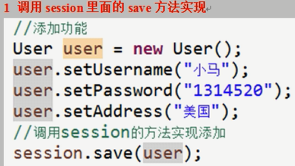 1 调用 session 里面的 save 方法实现
//添加功能
User user = new User();
user.setUsername("小马");
user.setPassword("1314520");
user.setAddress("美国");
//调用session的方法实现添加
session.save(user);